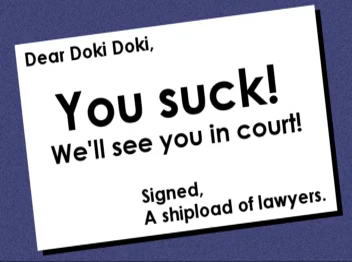 Dear Doki Doki,
You suck!
We'll see you in court!
Signed,
A shipload of lawyers.